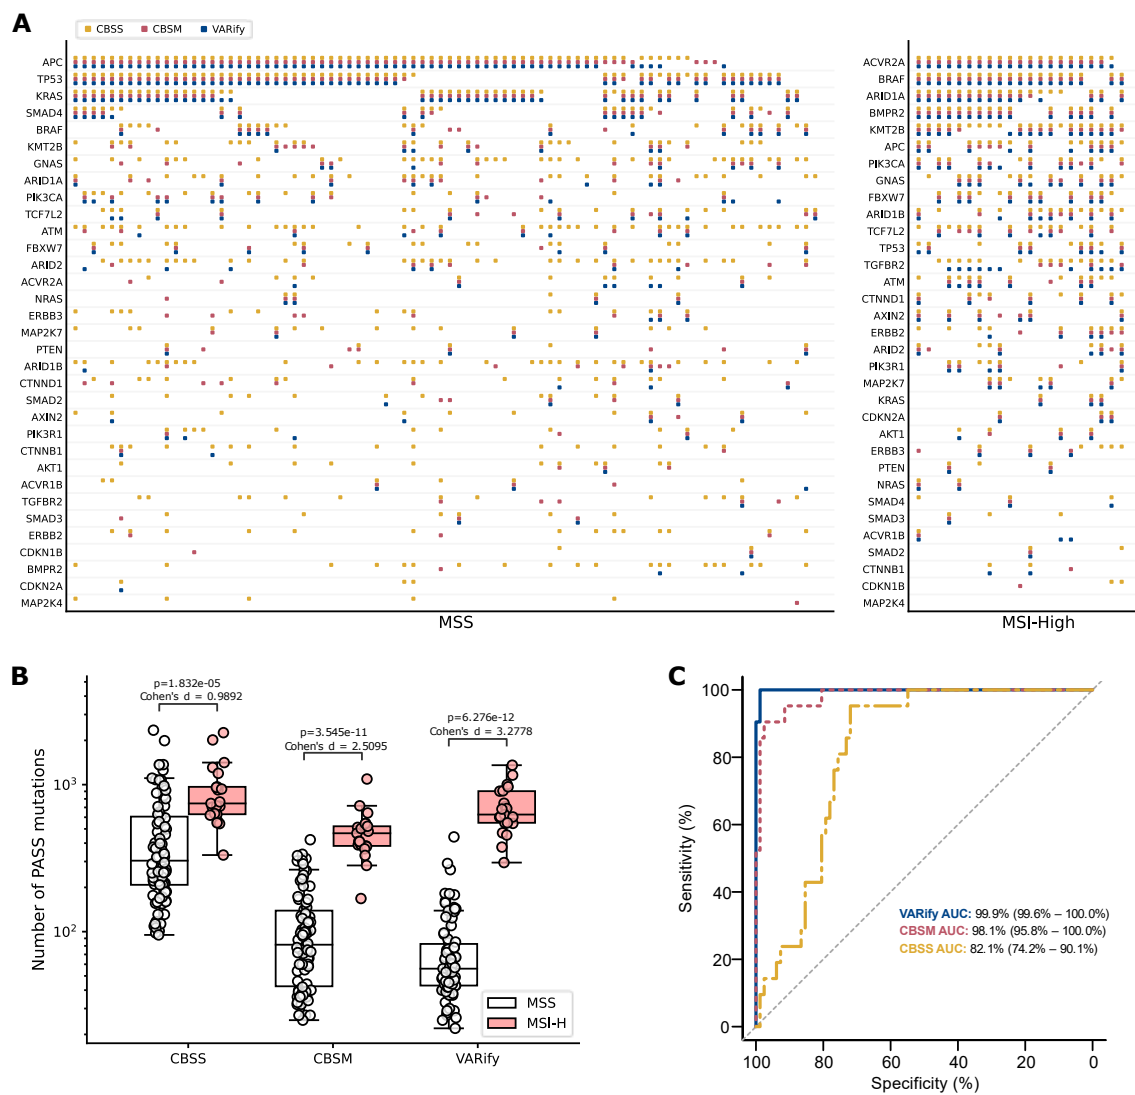 A
CBSS CBSM VARify
APC
TP53
KRAS
SMAD4
BRAF
KMT2B
GNAS
ARID1A
PIK3CA
TCF7L2
ATM
FBXW7
ARID2
ACVR2A
NRAS
ERBB3
MAP2K7
PTEN
ARID1B
CTNND1
SMAD2
AXIN2
PIK3R1
CTNNB1
AKT1
ACVR1B
TGFBR2
SMAD3
ERBB2
CDKN1B
BMPR2
CDKN2A
MAP2K4
MSS
ACVR2A
BRAF
ARID1A
BMPR2
KMT2B
APC
PIK3CA
GNAS
FBXW7
ARID1B
TCF7L2
TP53
TGFBR2
ATM
CTNND1
AXIN2
ERBB2
ARID2
PIK3R1
MAP2K7
KRAS
CDKN2A
AKT1
ERBB3
PTEN
NRAS
SMAD4
SMAD3
ACVR1B
SMAD2
CTNNB1
CDKN1B
MAP2K4
MSI-High
B
p=1.832e-05
Cohen's d = 0.9892
p=3.545e-11
Cohen's d = 2.5095
p=6.276e-12
Cohen's d = 3.2778
Number of PASS mutations
10³
10²
MSS
MSI-H
CBSS CBSM VARify
C
Sensitivity (%)
100
80
60
40
20
0
VARify AUC: 99.9% (99.6% – 100.0%)
CBSM AUC: 98.1% (95.8% – 100.0%)
CBSS AUC: 82.1% (74.2% – 90.1%)
100 80 60 40 20 0
Specificity (%)